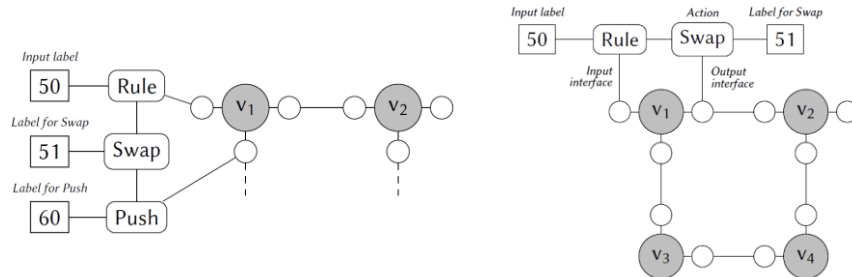 Input label
50
Rule
Label for Swap
51
Swap
Label for Push
60
Push
v1
v2
Input label
50
Rule
Action
Swap
Label for Swap
51
Input
interface
Output
interface
v1
v2
v3
v4